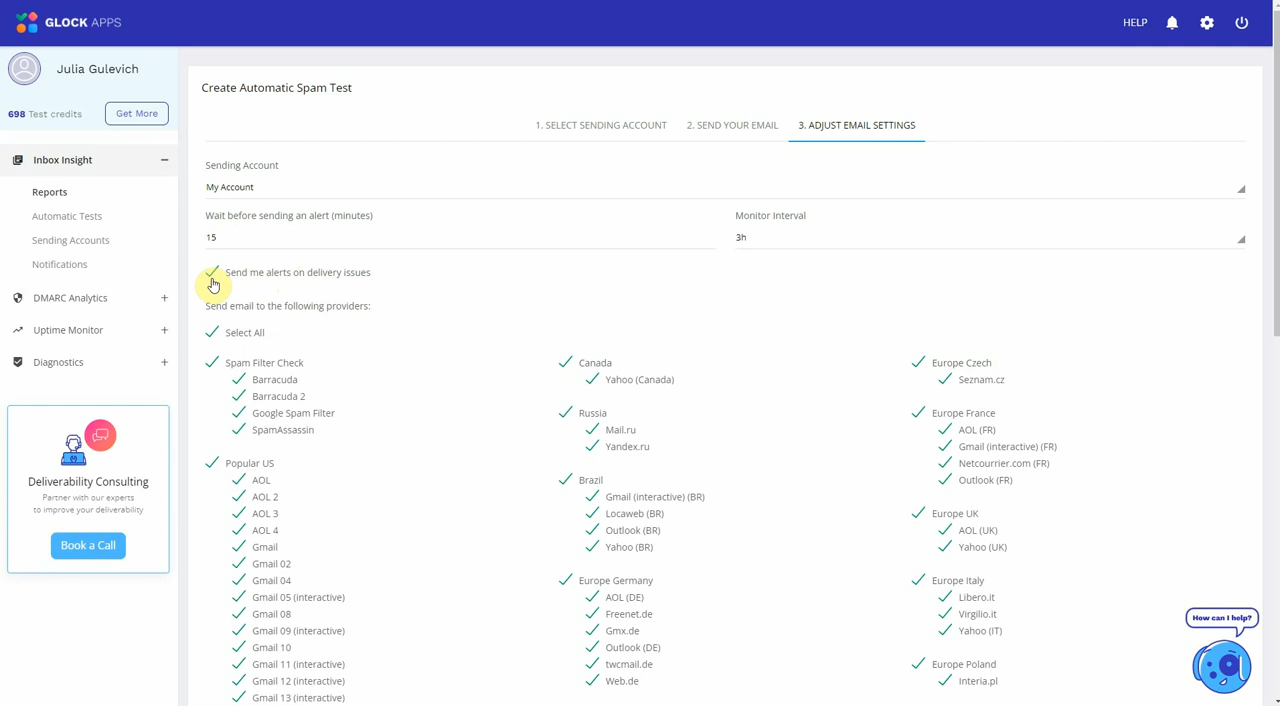 GLOCK APPS
HELP
Julia Gulevich
698 Test credits
Get More
Inbox Insight
Reports
Automatic Tests
Sending Accounts
Notifications
DMARC Analytics
Uptime Monitor
Diagnostics
Deliverability Consulting
Partner with our experts
to improve your deliverability
Book a Call
Create Automatic Spam Test
1. SELECT SENDING ACCOUNT
2. SEND YOUR EMAIL
3. ADJUST EMAIL SETTINGS
Sending Account
My Account
Wait before sending an alert (minutes)
15
Monitor Interval
3h
Send me alerts on delivery issues
Send email to the following providers:
Select All
Spam Filter Check
Barracuda
Barracuda 2
Google Spam Filter
SpamAssassin
Popular US
AOL
AOL 2
AOL 3
AOL 4
Gmail
Gmail 02
Gmail 04
Gmail 05 (interactive)
Gmail 08
Gmail 09 (interactive)
Gmail 10
Gmail 11 (interactive)
Gmail 12 (interactive)
Gmail 13 (interactive)
Canada
Yahoo (Canada)
Russia
Mail.ru
Yandex.ru
Brazil
Gmail (interactive) (BR)
Locaweb (BR)
Outlook (BR)
Yahoo (BR)
Europe Germany
AOL (DE)
Freenet.de
Gmx.de
Outlook (DE)
twcmail.de
Web.de
Europe Czech
Seznam.cz
Europe France
AOL (FR)
Gmail (interactive) (FR)
Netcourrier.com (FR)
Outlook (FR)
Europe UK
AOL (UK)
Yahoo (UK)
Europe Italy
Libero.it
Virgilio.it
Yahoo (IT)
Europe Poland
Interia.pl
How can I help?